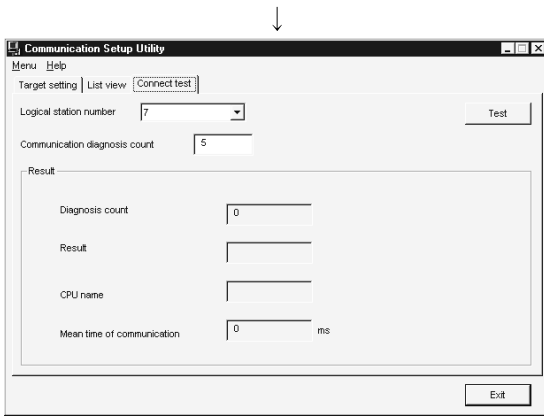 ↓
Communication Setup Utility
Menu Help
Target setting List view Connect test
Logical station number 7 Test
Communication diagnosis count 5
Result
Diagnosis count 0
Result
CPU name
Mean time of communication 0 ms
Exit